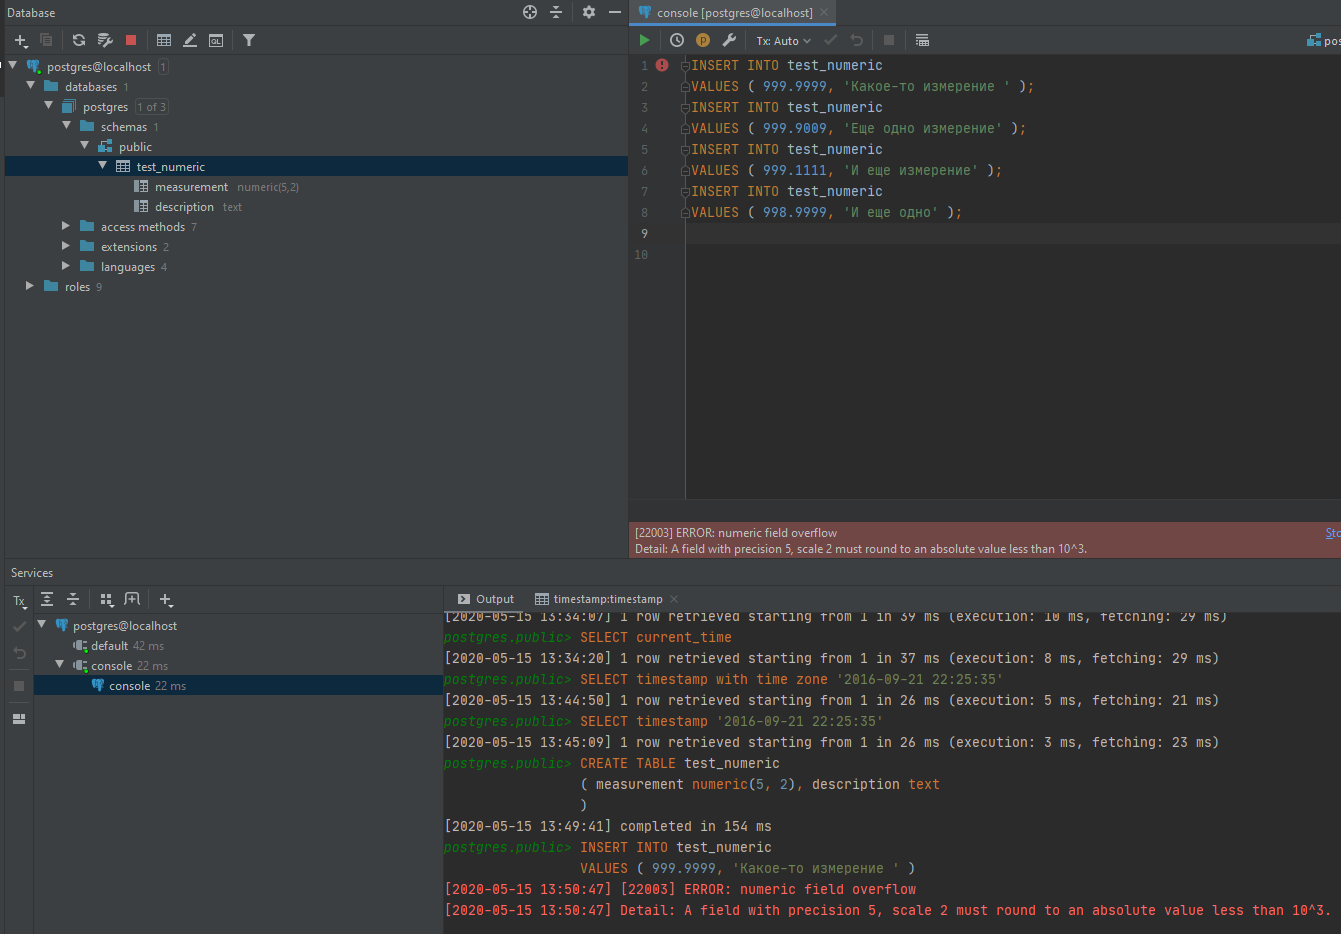 Database
postgres@localhost 1
databases 1
postgres 1 of 3
schemas 1
public
test_numeric
measurement numeric(5,2)
description text
access methods 7
extensions 2
languages 4
roles 9
console [postgres@localhost]
Tx: Auto
pos
1 INSERT INTO test_numeric
2 VALUES ( 999.9999, 'Какое-то измерение ' );
3 INSERT INTO test_numeric
4 VALUES ( 999.9009, 'Еще одно измерение' );
5 INSERT INTO test_numeric
6 VALUES ( 999.1111, 'И еще измерение' );
7 INSERT INTO test_numeric
8 VALUES ( 998.9999, 'И еще одно' );
9
10
[22003] ERROR: numeric field overflow
Detail: A field with precision 5, scale 2 must round to an absolute value less than 10^3.
Services
Tx
postgres@localhost
default 42 ms
console 22 ms
console 22 ms
Output timestamp:timestamp
[2020-05-15 13:34:07] 1 row retrieved starting from 1 in 39 ms (execution: 10 ms, fetching: 29 ms)
postgres.public> SELECT current_time
[2020-05-15 13:34:20] 1 row retrieved starting from 1 in 37 ms (execution: 8 ms, fetching: 29 ms)
postgres.public> SELECT timestamp with time zone '2016-09-21 22:25:35'
[2020-05-15 13:44:50] 1 row retrieved starting from 1 in 26 ms (execution: 5 ms, fetching: 21 ms)
postgres.public> SELECT timestamp '2016-09-21 22:25:35'
[2020-05-15 13:45:09] 1 row retrieved starting from 1 in 26 ms (execution: 3 ms, fetching: 23 ms)
postgres.public> CREATE TABLE test_numeric
( measurement numeric(5, 2), description text
)
[2020-05-15 13:49:41] completed in 154 ms
postgres.public> INSERT INTO test_numeric
VALUES ( 999.9999, 'Какое-то измерение ' )
[2020-05-15 13:50:47] [22003] ERROR: numeric field overflow
[2020-05-15 13:50:47] Detail: A field with precision 5, scale 2 must round to an absolute value less than 10^3.